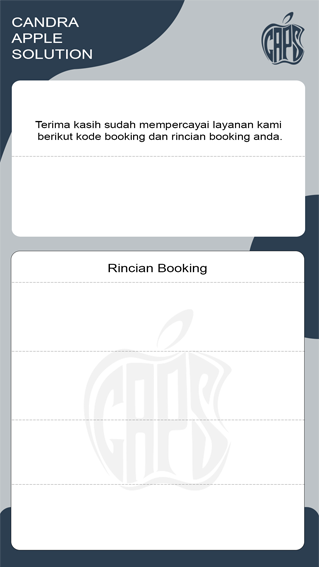 CANDRA
APPLE
SOLUTION
CAPS
Terima kasih sudah mempercayai layanan kami
berikut kode booking dan rincian booking anda.
Rincian Booking
CAPS